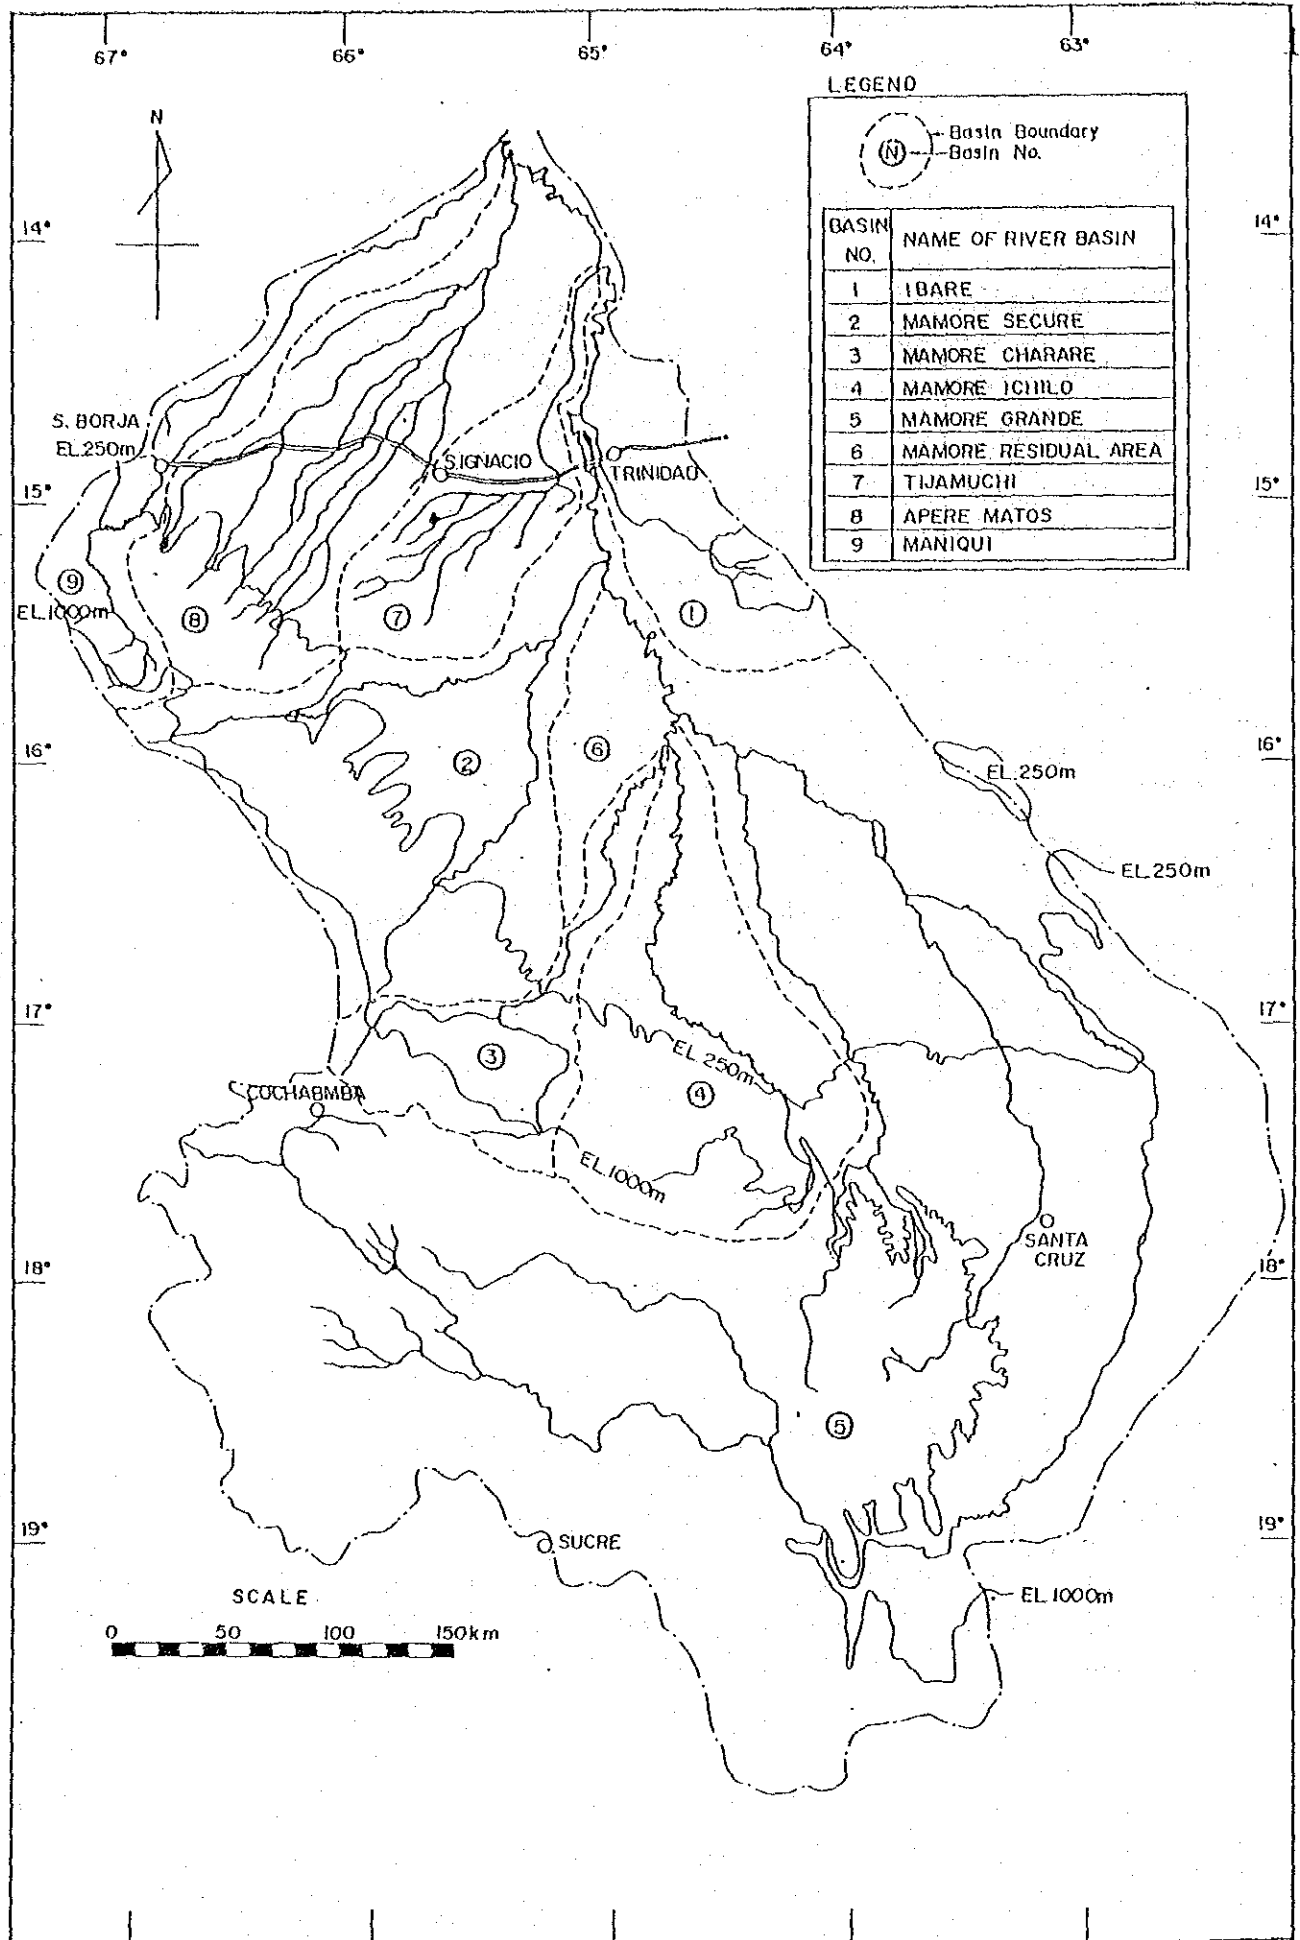 67° 66° 65° 64° 63°
LEGEND
N
Basin Boundary
N Basin No.
14° 14°
BASIN NO. NAME OF RIVER BASIN
1 IBARE
2 MAMORE SECURE
3 MAMORE CHARARE
4 MAMORE ICHILO
5 MAMORE GRANDE
6 MAMORE RESIDUAL AREA
7 TIJAMUCHI
8 APERE MATOS
9 MANIQUI
S. BORJA
EL.250m
S.IGNACIO
TRINIDAD
15° 15°
9
EL.1000m
8
7
1
16° 16°
2
6
EL.250m
EL.250m
17° 17°
3
EL.250m
4
COCHABMBA
EL.1000m
SANTA
CRUZ
18° 18°
5
19° 19°
SUCRE
EL.1000m
SCALE
0 50 100 150km